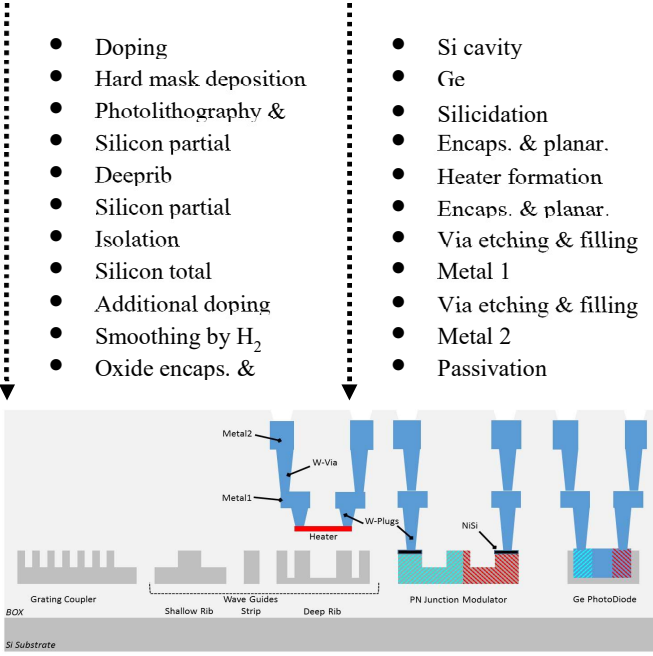 Doping
Hard mask deposition
Photolithography &
Silicon partial
Deeprib
Silicon partial
Isolation
Silicon total
Additional doping
Smoothing by H2
Oxide encaps. &
Si cavity
Ge
Silicidation
Encaps. & planar.
Heater formation
Encaps. & planar.
Via etching & filling
Metal 1
Via etching & filling
Metal 2
Passivation
Metal2
W-Via
Metal1
W-Plugs
NiSi
Heater
Grating Coupler
Wave Guides
Shallow Rib
Strip
Deep Rib
PN Junction Modulator
Ge PhotoDiode
BOX
Si Substrate